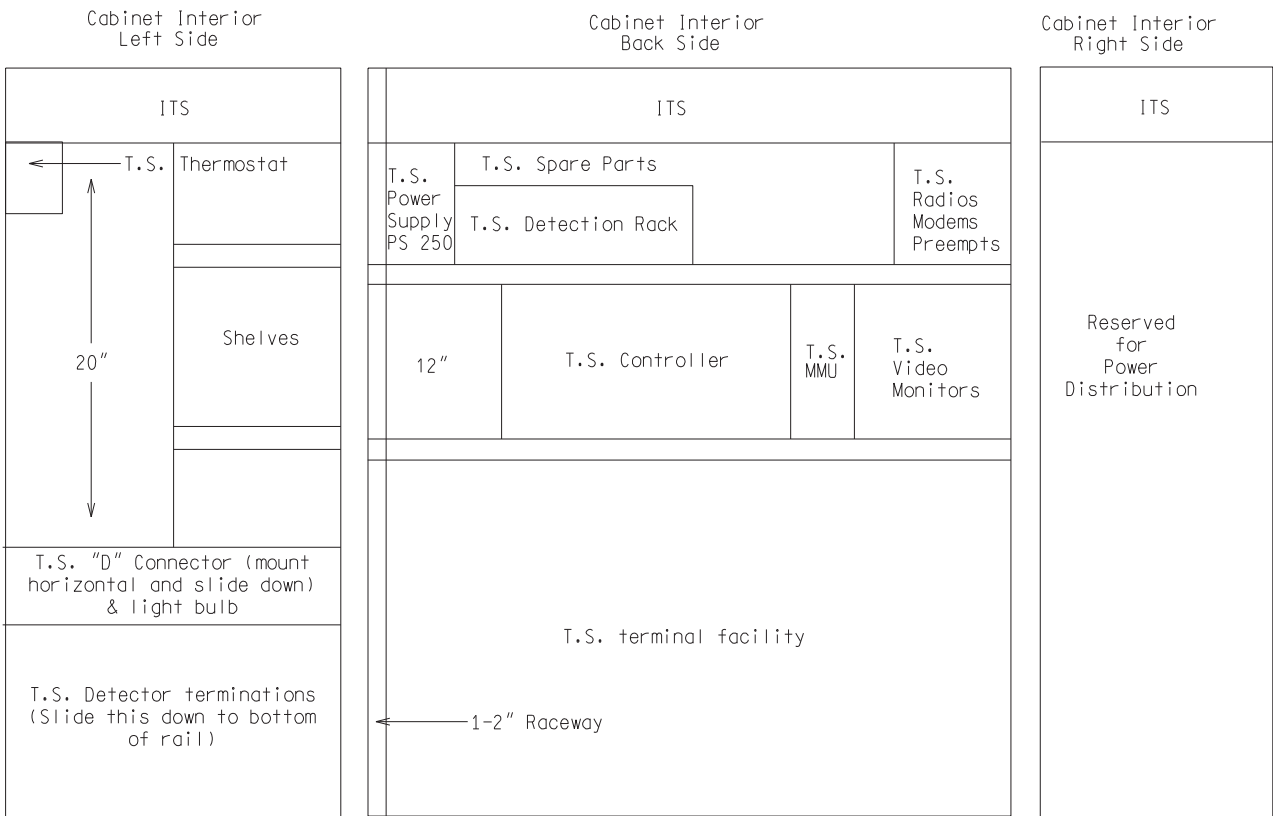 Cabinet Interior
Left Side
ITS
T.S. Thermostat
20"
Shelves
T.S. "D" Connector (mount
horizontal and slide down)
& light bulb
T.S. Detector terminations
(Slide this down to bottom
of rail)
Cabinet Interior
Back Side
ITS
T.S.
Power
Supply
PS 250
T.S. Spare Parts
T.S. Detection Rack
T.S.
Radios
Modems
Preempts
12"
T.S. Controller
T.S.
MMU
T.S.
Video
Monitors
T.S. terminal facility
1-2" Raceway
Cabinet Interior
Right Side
ITS
Reserved
for
Power
Distribution